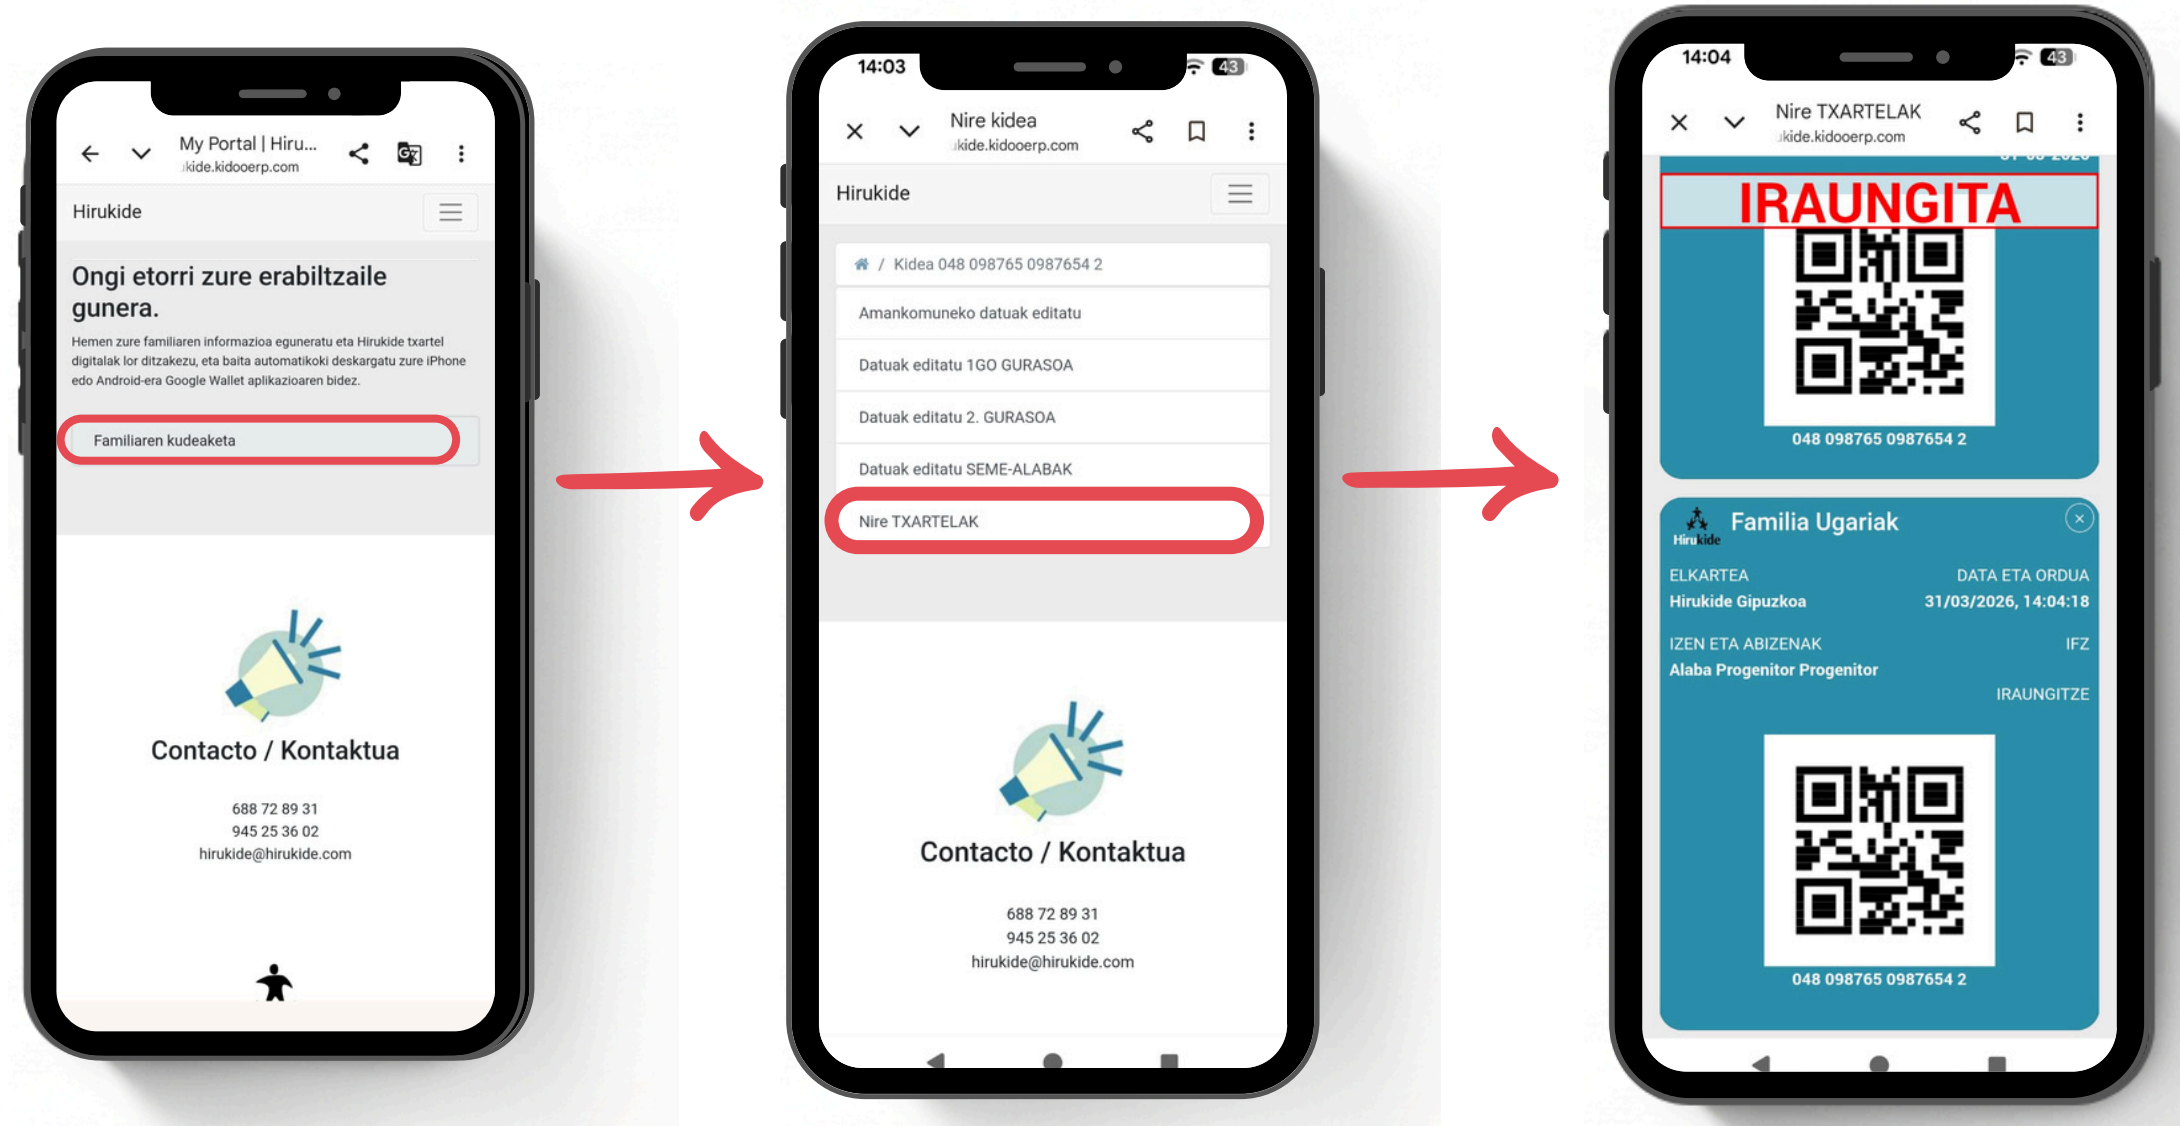 My Portal | Hiru...
kide.kidooerp.com
Hirukide
Ongi etorri zure erabiltzaile
gunera.
Hemen zure familiaren informazioa eguneratu eta Hirukide txartel
digitalak lor ditzakezu, eta baita automatikoki deskargatu zure iPhone
edo Android-era Google Wallet aplikazioaren bidez.
Familiaren kudeaketa
Contacto / Kontaktua
688 72 89 31
945 25 36 02
hirukide@hirukide.com
14:03
43
Nire kidea
kide.kidooerp.com
Hirukide
/ Kidea 048 098765 0987654 2
Amankomuneko datuak editatu
Datuak editatu 1GO GURASOA
Datuak editatu 2. GURASOA
Datuak editatu SEME-ALABAK
Nire TXARTELAK
Contacto / Kontaktua
688 72 89 31
945 25 36 02
hirukide@hirukide.com
14:04
43
Nire TXARTELAK
kide.kidooerp.com
IRAUNGITA
048 098765 0987654 2
Hirukide
Familia Ugariak
ELKARTEA DATA ETA ORDUA
Hirukide Gipuzkoa 31/03/2026, 14:04:18
IZEN ETA ABIZENAK IFZ
Alaba Progenitor Progenitor
IRAUNGITZE
048 098765 0987654 2